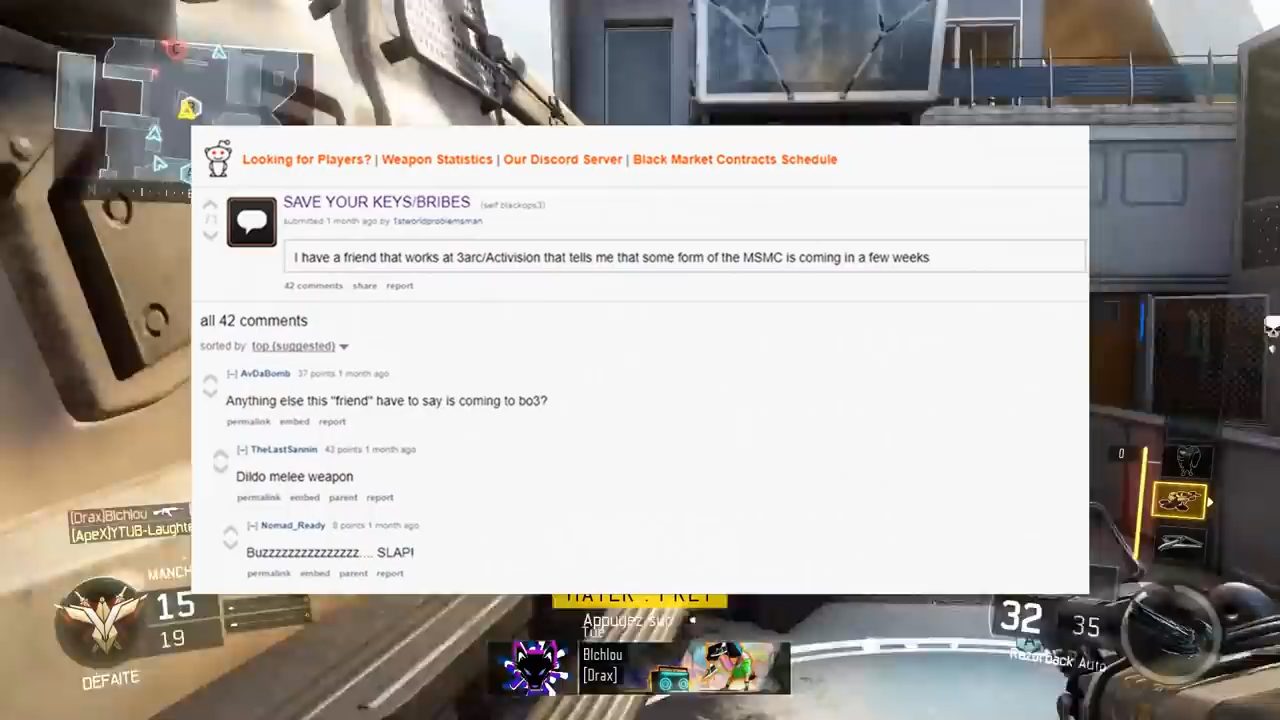 Looking for Players? | Weapon Statistics | Our Discord Server | Black Market Contracts Schedule
SAVE YOUR KEYS/BRIBES (self.blackops3)
submitted 1 month ago by 1stworldproblemsman
I have a friend that works at 3arc/Activision that tells me that some form of the MSMC is coming in a few weeks
42 comments share report
all 42 comments
sorted by: top (suggested)
[–] AvDaBomb 37 points 1 month ago
Anything else this "friend" have to say is coming to bo3?
permalink embed report
[–] TheLastSannin 43 points 1 month ago
Dildo melee weapon
permalink embed parent report
[–] Nomad_Ready 8 points 1 month ago
Buzzzzzzzzzzzzzzz.... SLAP!
permalink embed parent report
C
A
N
0
[Drax]Blchlou
[ApeX]YTUB-Laughte
MANCH
15
19
DÉFAITE
HATER : PRET
Appuyez sur
Tué
Blchlou
[Drax]
32 35
Razorback Auto